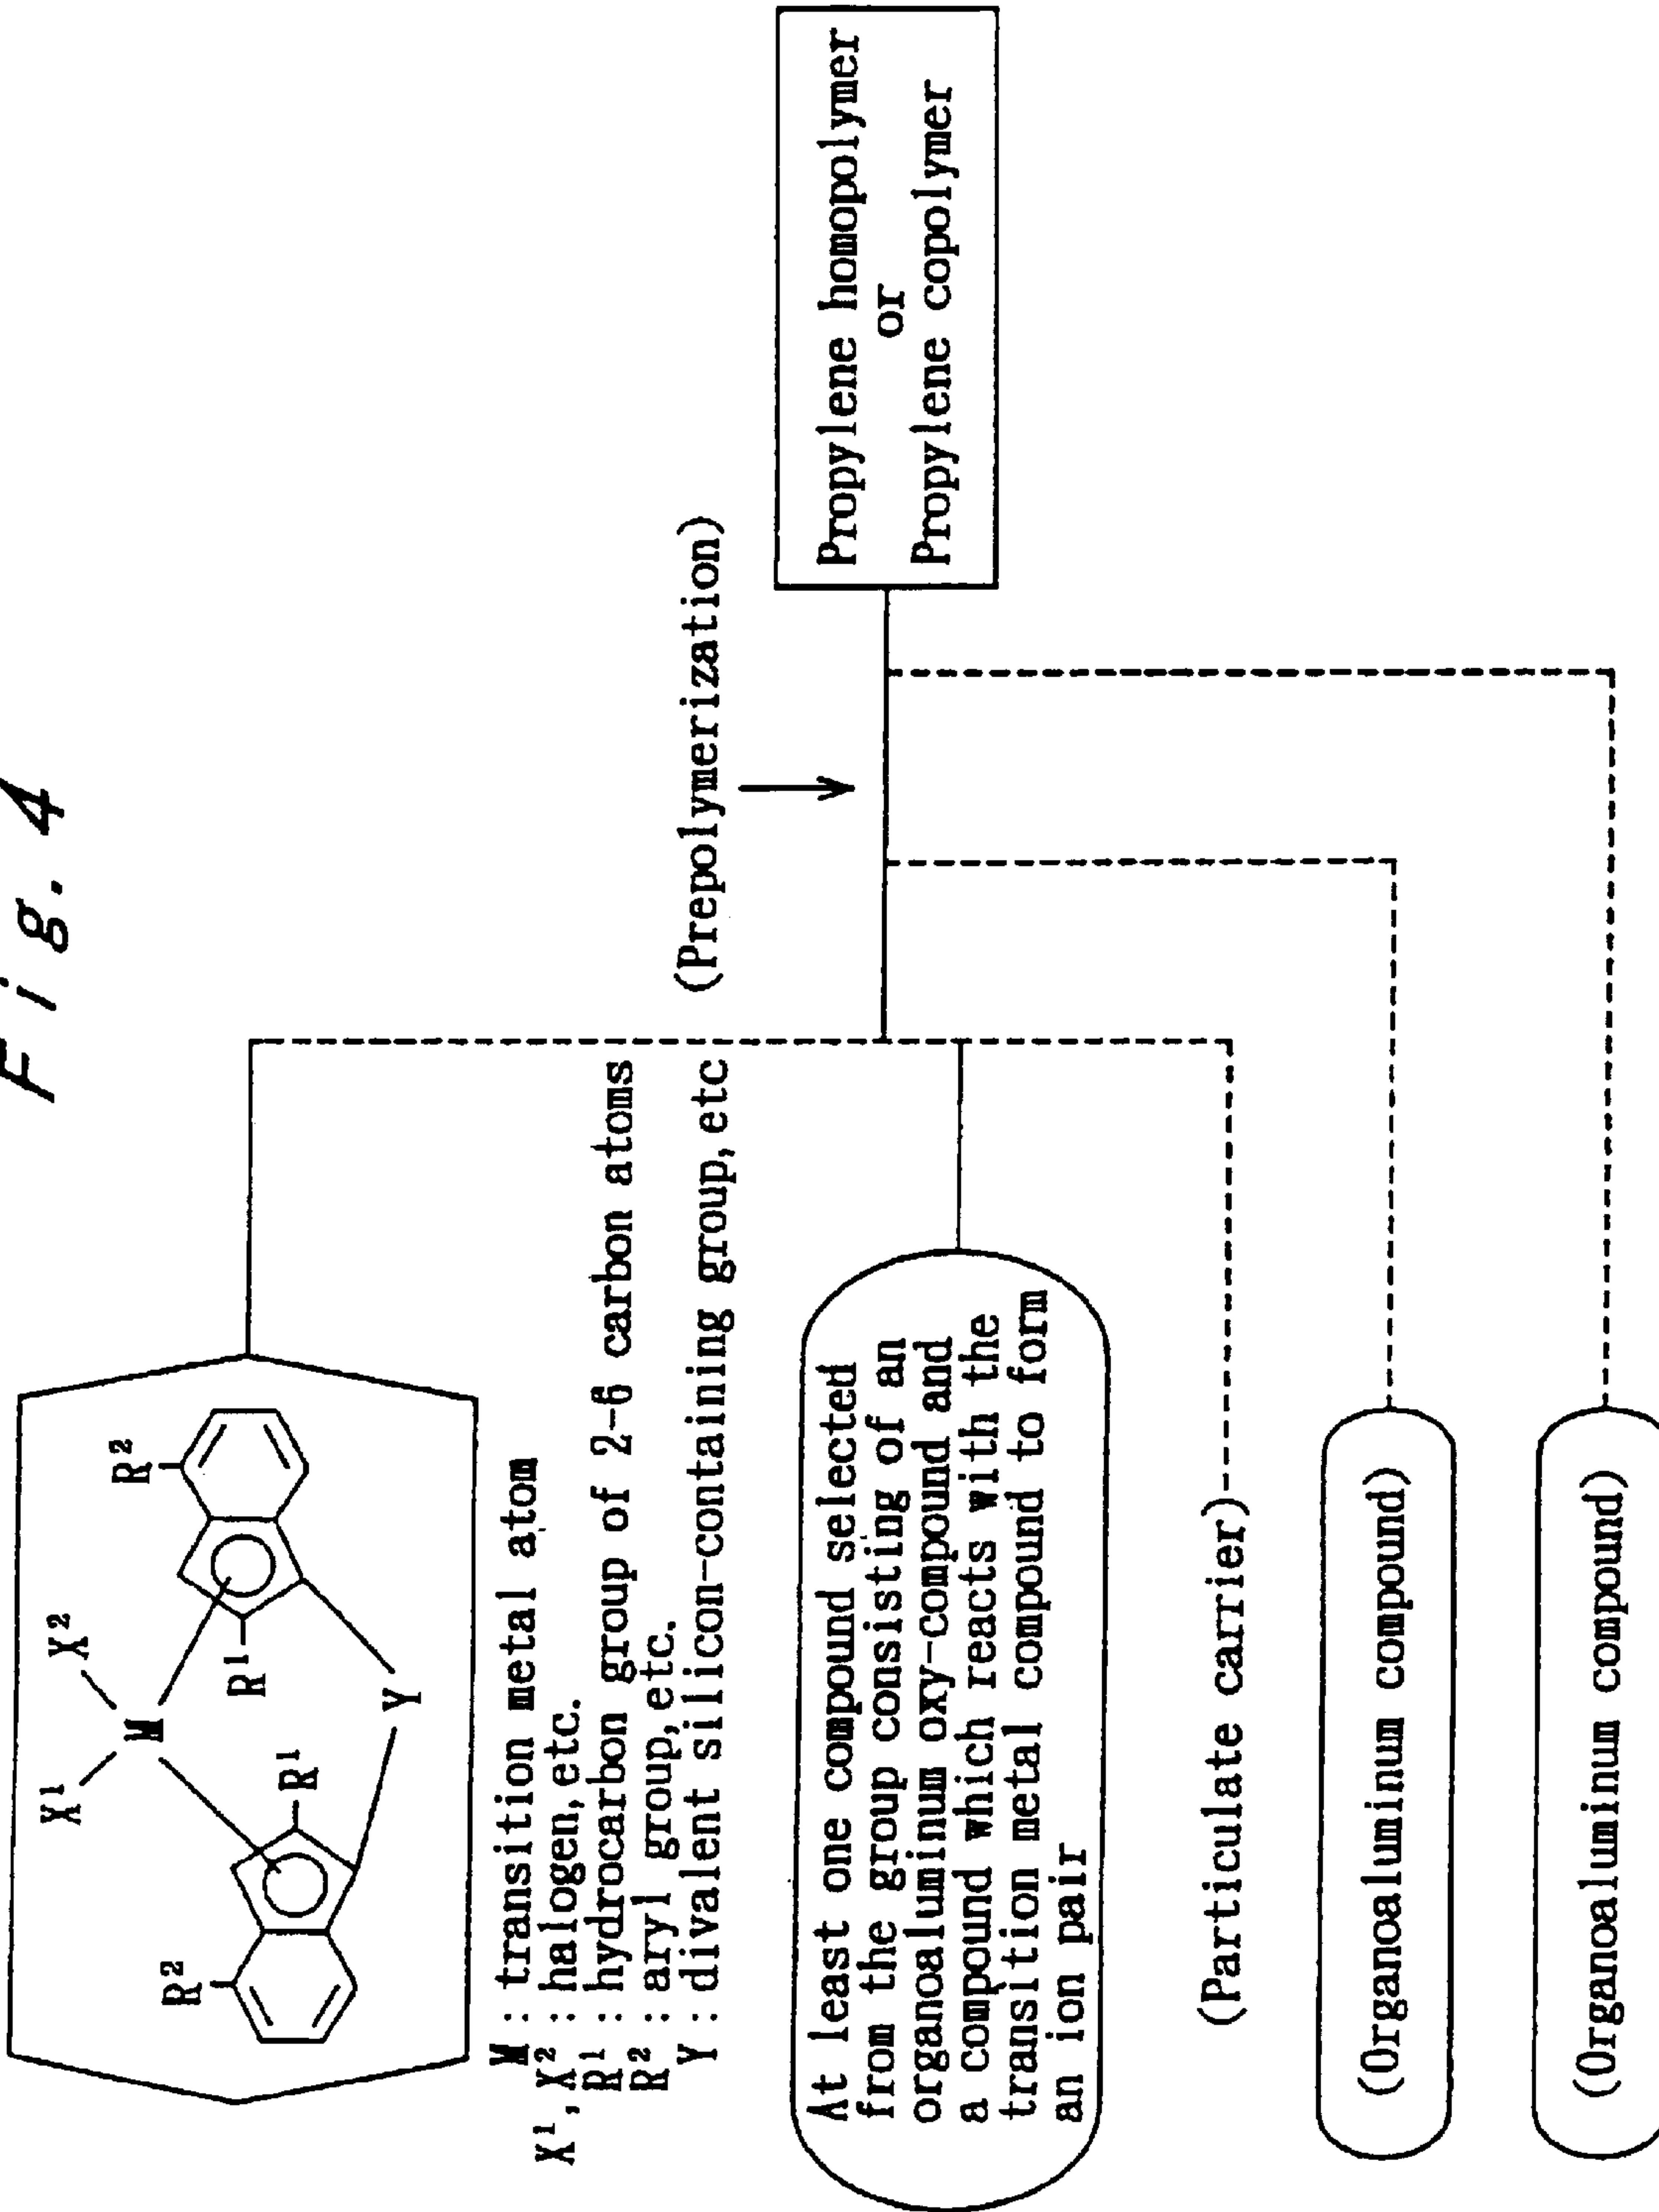 Fig. 4
X¹ X²
M
R² R¹ R¹ R²
Y
M : transition metal atom
X¹, X² : halogen, etc.
R¹ : hydrocarbon group of 2-6 carbon atoms
R² : aryl group, etc.
Y : divalent silicon-containing group, etc
At least one compound selected
from the group consisting of an
organoaluminum oxy-compound and
a compound which reacts with the
transition metal compound to form
an ion pair
(Particulate carrier)
(Organoaluminum compound)
(Organoaluminum compound)
(Prepolymerization)
Propylene homopolymer
or
Propylene copolymer